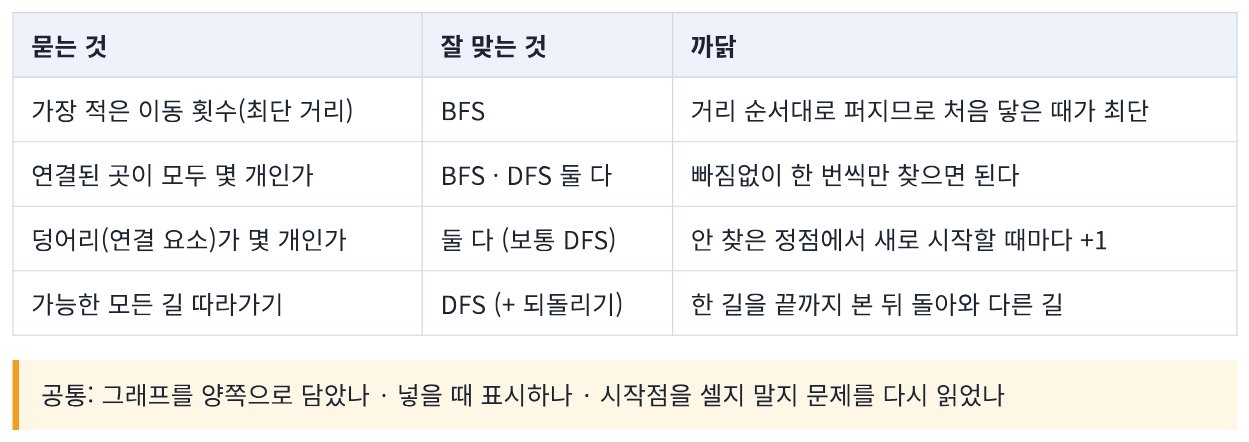 묻는 것 잘 맞는 것 까닭
가장 적은 이동 횟수(최단 거리) BFS 거리 순서대로 퍼지므로 처음 닿은 때가 최단
연결된 곳이 모두 몇 개인가 BFS · DFS 둘 다 빠짐없이 한 번씩만 찾으면 된다
덩어리(연결 요소)가 몇 개인가 둘 다 (보통 DFS) 안 찾은 정점에서 새로 시작할 때마다 +1
가능한 모든 길 따라가기 DFS (+ 되돌리기) 한 길을 끝까지 본 뒤 돌아와 다른 길
공통: 그래프를 양쪽으로 담았나 · 넣을 때 표시하나 · 시작점을 셀지 말지 문제를 다시 읽었나